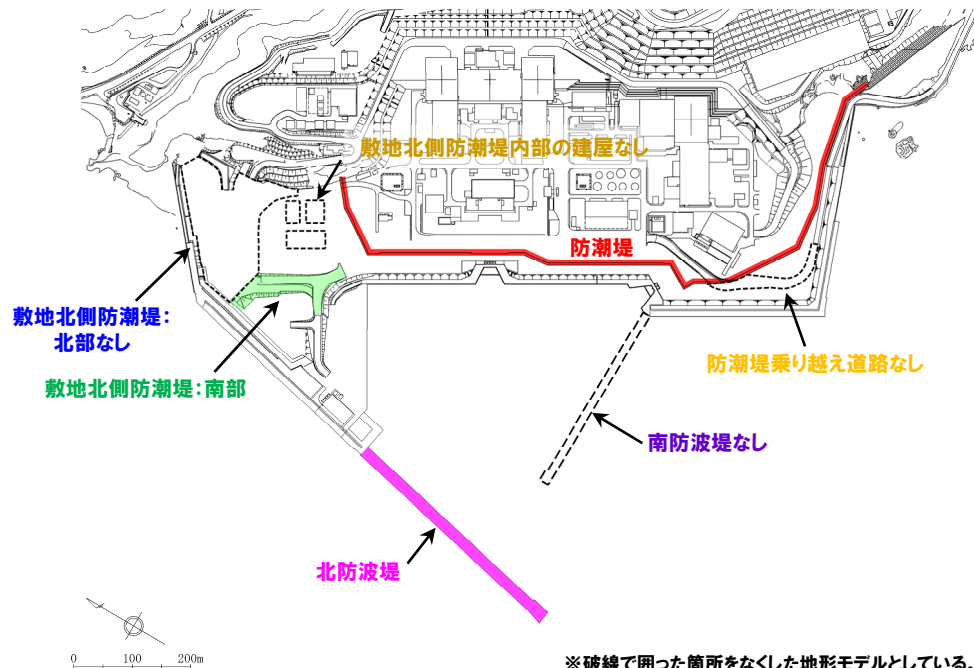 敷地北側防潮堤内部の建屋なし
防潮堤
敷地北側防潮堤：
北部なし
防潮堤乗り越え道路なし
敷地北側防潮堤：南部
南防波堤なし
北防波堤
0 100 200m
※破線で囲った箇所をなくした地形モデルとしている。